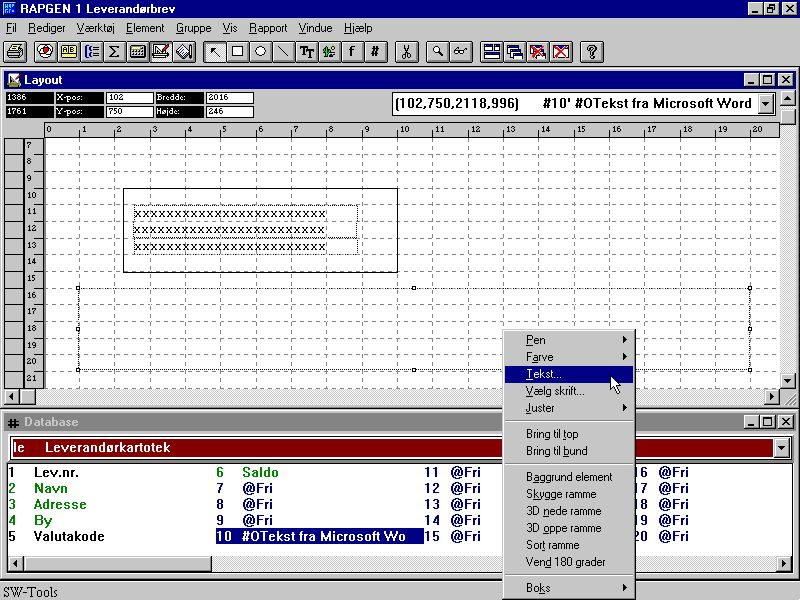 RAPGEN 1 Leverandørbrev
Fil Rediger Værktøj Element Gruppe Vis Rapport Vindue Hjælp
Layout
1386 X-pos: 102 Bredde: 2016
1761 Y-pos: 750 Højde: 246
(102,750,2118,996) #10' #OTekst fra Microsoft Word
0 1 2 3 4 5 6 7 8 9 10 11 12 13 14 15 16 17 18 19 20
7
8
9
10
11
xxxxxxxxxxxxxxxxxxxxxxxx
12
xxxxxxxxxxxxxxxxxxxxxxxx
13
xxxxxxxxxxxxxxxxxxxxxxxx
14
15
16
17
18
19
20
21
Pen
Farve
Tekst...
Vælg skrift...
Juster
Bring til top
Bring til bund
Baggrund element
Skygge ramme
3D nede ramme
3D oppe ramme
Sort ramme
Vend 180 grader
Boks
Database
le Leverandørkartotek
1 Lev.nr. 6 Saldo 11 @Fri 16 @Fri
2 Navn 7 @Fri 12 @Fri 17 @Fri
3 Adresse 8 @Fri 13 @Fri 18 @Fri
4 By 9 @Fri 14 @Fri 19 @Fri
5 Valutakode 10 #OTekst fra Microsoft Wo 15 @Fri 20 @Fri
SW-Tools